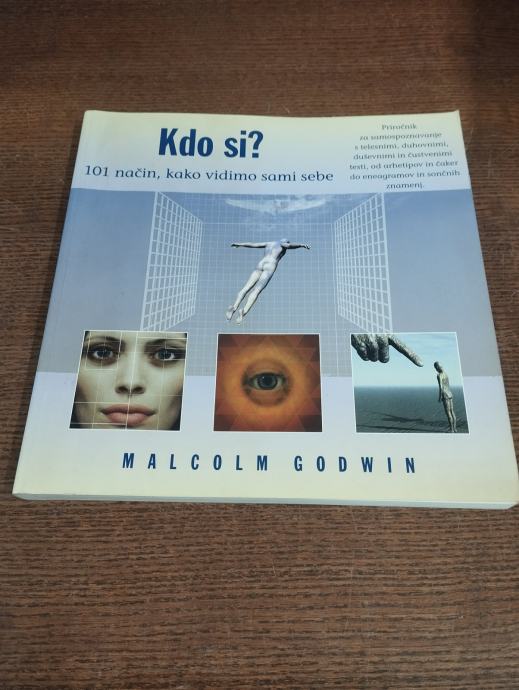 Kdo si?
101 način, kako vidimo sami sebe
Priročnik
za samospoznavanje
s telesnimi, duhovnimi,
duševnimi in čustvenimi
testi, od arhetipov in čaker
do eneagramov in sončnih
znamenj.
MALCOLM GODWIN